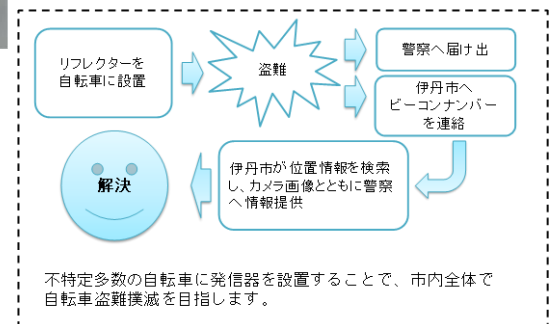 リフレクターを
自転車に設置
盗難
警察へ届け出
伊丹市へ
ビーコンナンバー
を連絡
伊丹市が位置情報を検索
し、カメラ画像とともに警察
へ情報提供
解決
不特定多数の自転車に発信器を設置することで、市内全体で
自転車盗難撲滅を目指します。